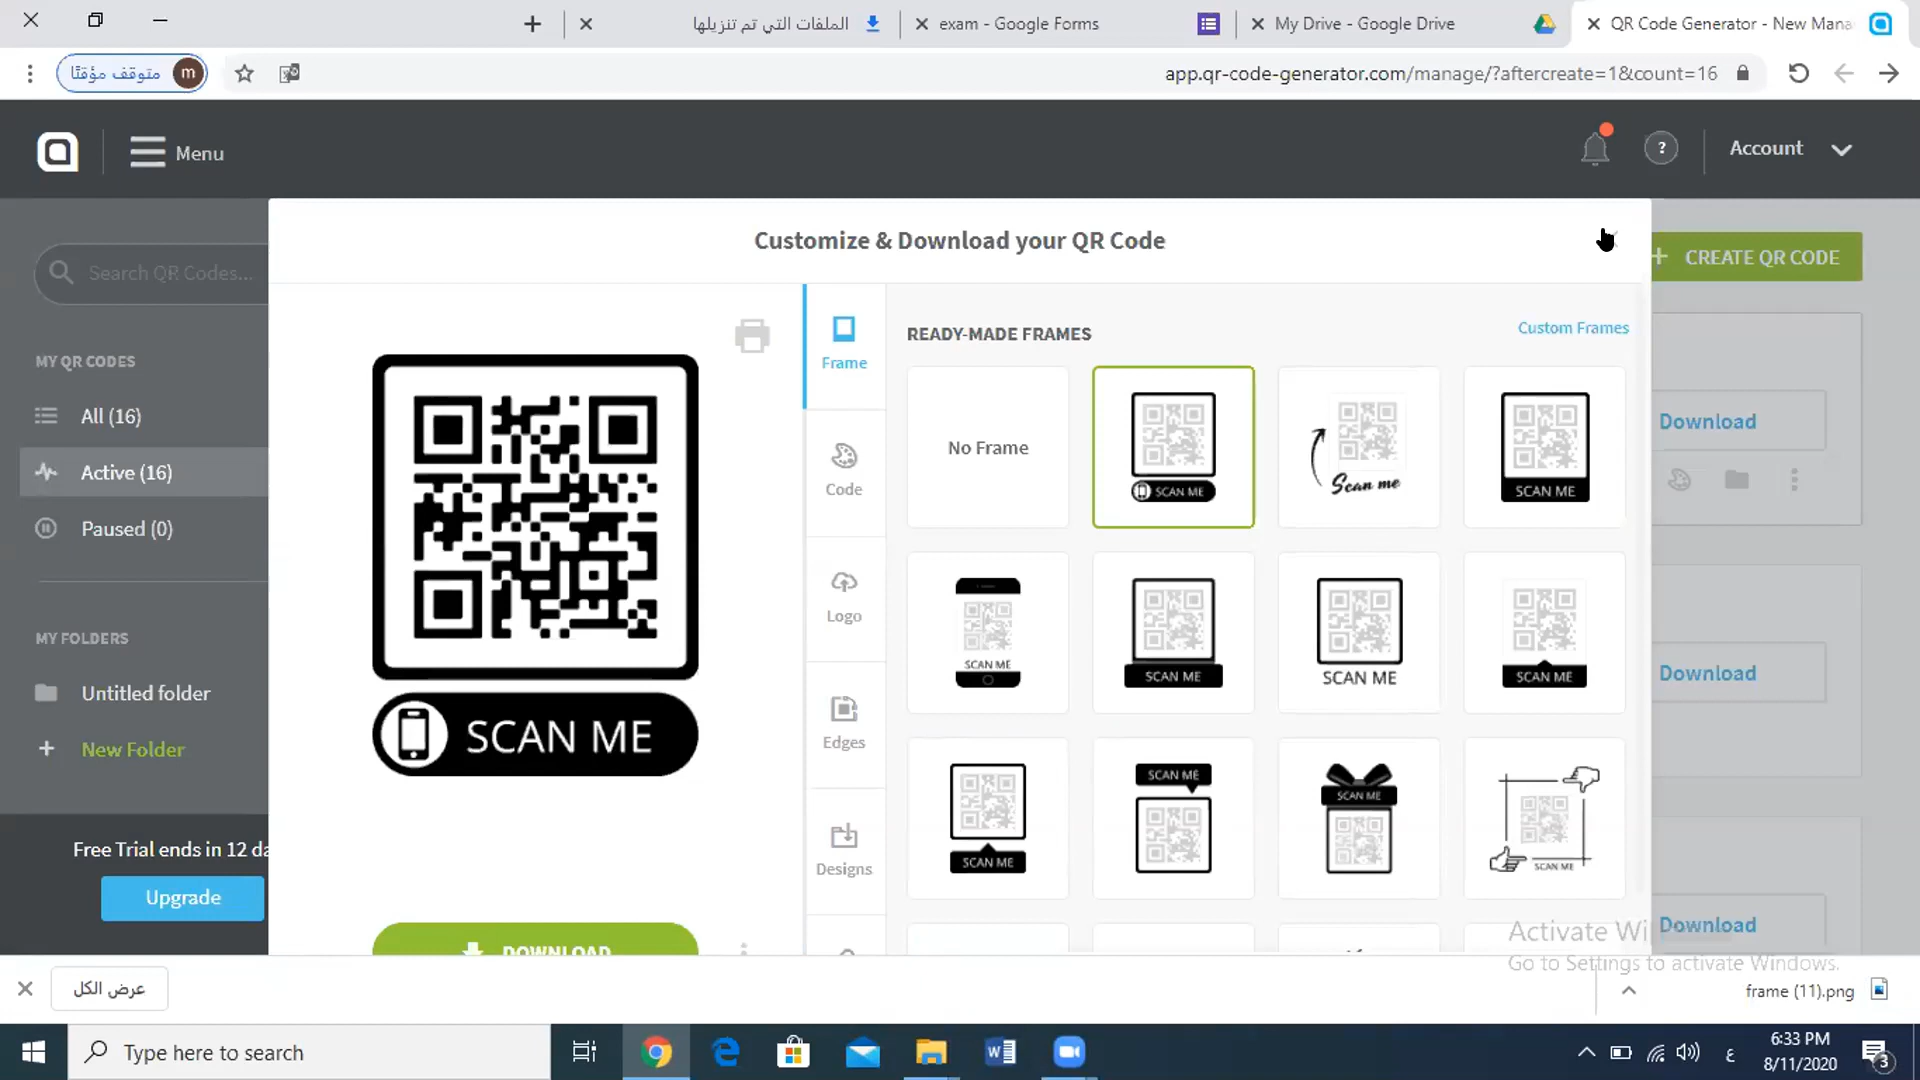 الملفات التي تم تنزيلها
exam - Google Forms
My Drive - Google Drive
QR Code Generator - New Mana
متوقف مؤقتًا
m
app.qr-code-generator.com/manage/?aftercreate=1&count=16
Menu
?
Account
Customize & Download your QR Code
Search QR Codes...
CREATE QR CODE
MY QR CODES
All (16)
Active (16)
Paused (0)
MY FOLDERS
Untitled folder
New Folder
Free Trial ends in 12 da
Upgrade
SCAN ME
DOWNLOAD
Frame
Code
Logo
Edges
Designs
READY-MADE FRAMES
Custom Frames
No Frame
SCAN ME
Scan me
SCAN ME
SCAN ME
SCAN ME
SCAN ME
SCAN ME
SCAN ME
SCAN ME
SCAN ME
SCAN ME
Download
Download
Download
Activate Wi
Go to Settings to activate Windows.
عرض الكل
frame (11).png
Type here to search
ع
6:33 PM
8/11/2020
3